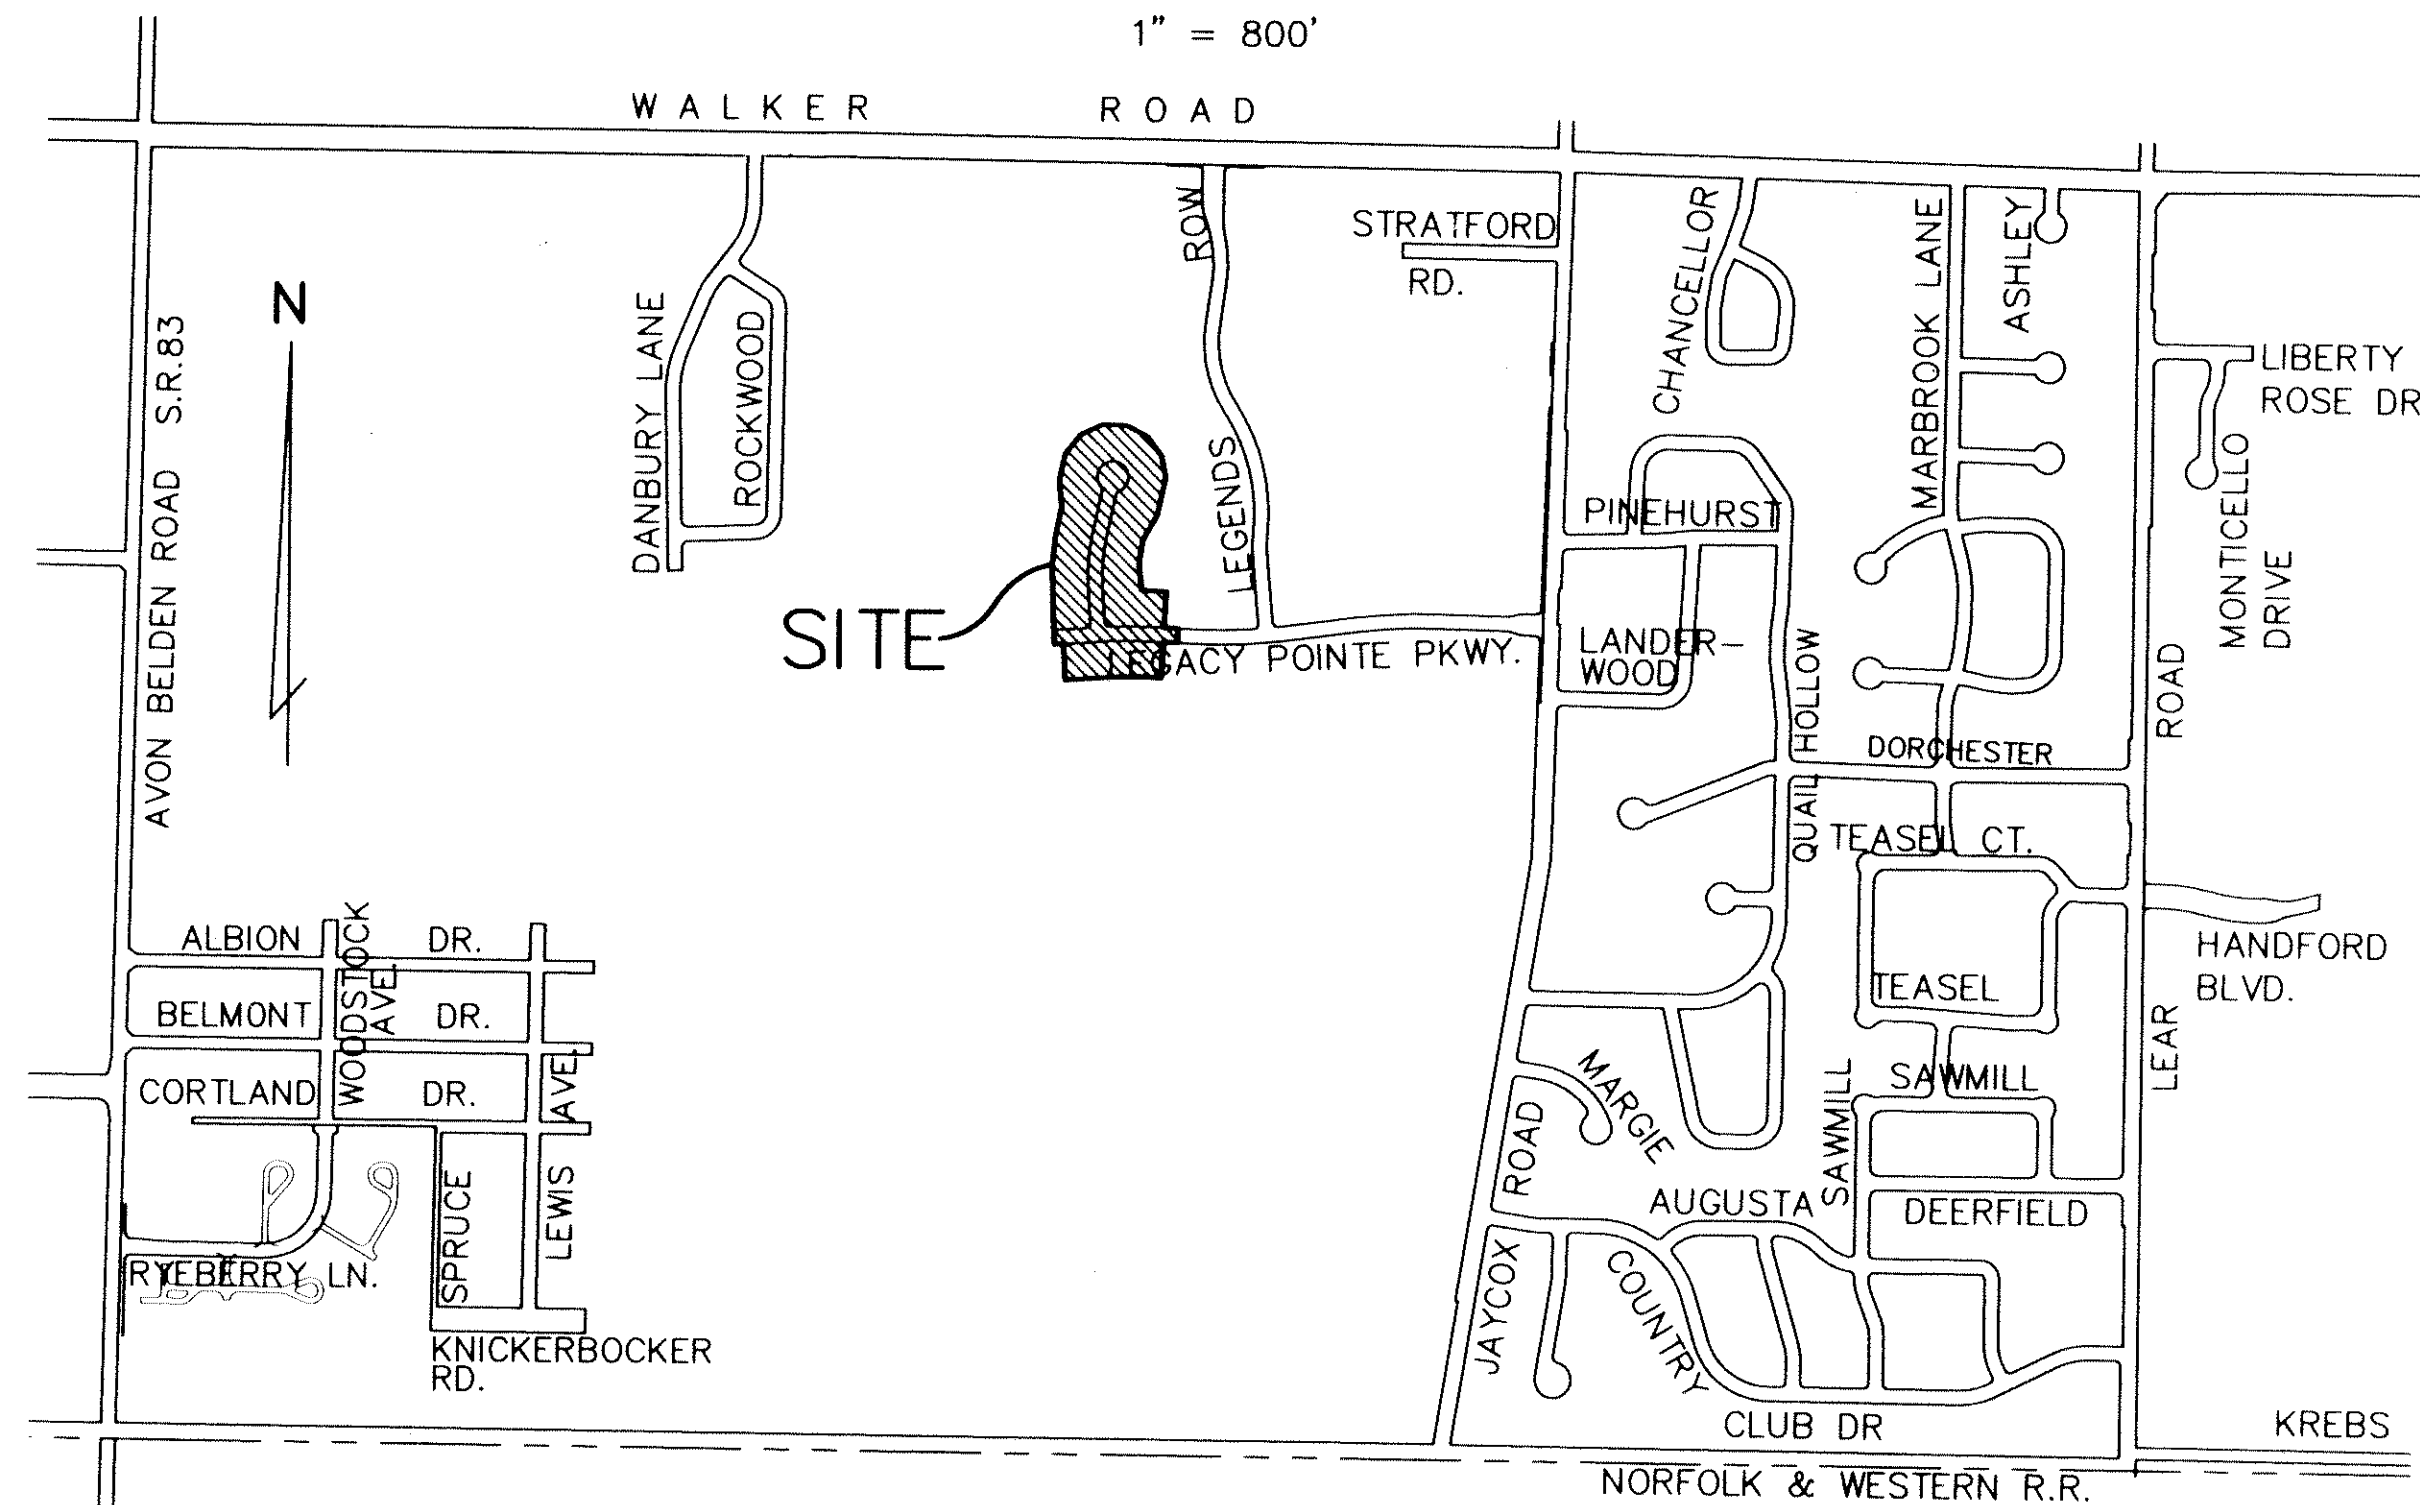 1" = 800'
WALKER ROAD
ROW
STRATFORD
RD.
CHANCELLOR
MARBROOK LANE
ASHLEY
N
AVON BELDEN ROAD S.R.83
DANBURY LANE
ROCKWOOD
LEGENDS
LIBERTY
ROSE DR
MONTICELLO
DRIVE
PINEHURST
SITE
LEGACY POINTE PKWY.
LANDER-
WOOD
QUAIL HOLLOW
DORCHESTER
LEAR ROAD
TEASEL CT.
HANDFORD
BLVD.
TEASEL
ALBION DR.
WOODSTOCK
AVE.
BELMONT DR.
CORTLAND DR.
LEWIS AVE.
SPRUCE
RYEBERRY LN.
KNICKERBOCKER
RD.
MARGIE
SAWMILL
SAWMILL
JAYCOX ROAD
AUGUSTA
DEERFIELD
COUNTRY
CLUB DR
KREBS
NORFOLK & WESTERN R.R.